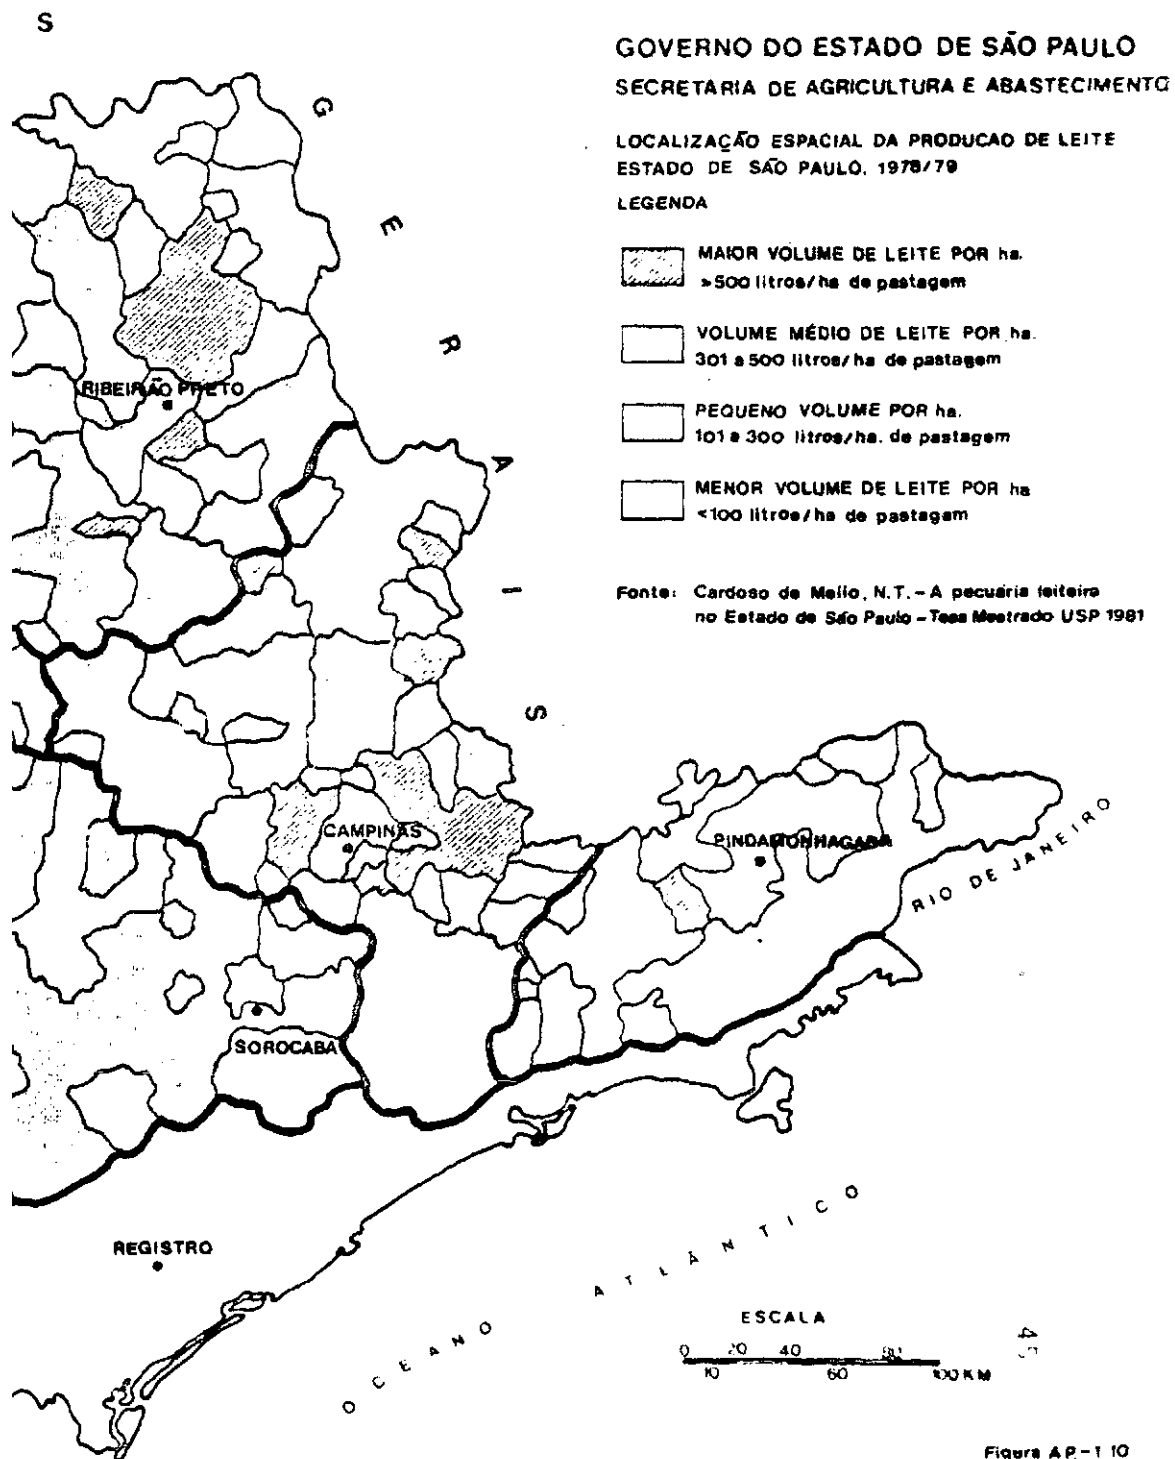 S
GOVERNO DO ESTADO DE SÃO PAULO
SECRETARIA DE AGRICULTURA E ABASTECIMENTO
LOCALIZAÇÃO ESPACIAL DA PRODUCAO DE LEITE
ESTADO DE SÃO PAULO, 1978/79
LEGENDA
MAIOR VOLUME DE LEITE POR ha.
>500 litros/ha de pastagem
VOLUME MÉDIO DE LEITE POR ha.
301 a 500 litros/ha de pastagem
PEQUENO VOLUME POR ha.
101 a 300 litros/ha. de pastagem
MENOR VOLUME DE LEITE POR ha
<100 litros/ha de pastagem
Fonte: Cardoso de Mello, N.T. - A pecuária leiteira
no Estado de São Paulo - Tese Mestrado USP 1981
GERAIS
RIBEIRÃO PRETO
CAMPINAS
PINDAMONHAGABA
RIO DE JANEIRO
SOROCABA
REGISTRO
OCEANO ATLÂNTICO
ESCALA
0 20 40 80
10 60 100 KM
Figura AP-1 10